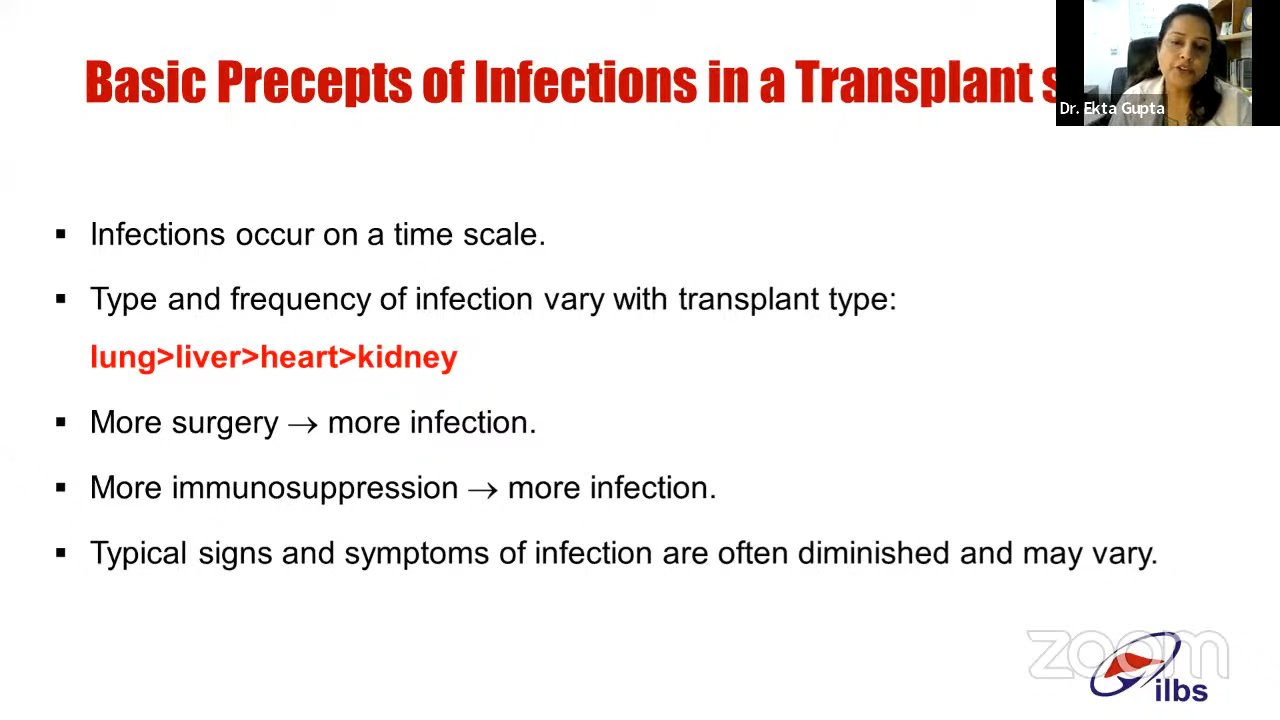 Basic Precepts of Infections in a Transplant s
Dr. Ekta Gupta
▪ Infections occur on a time scale.
▪ Type and frequency of infection vary with transplant type:
lung>liver>heart>kidney
▪ More surgery → more infection.
▪ More immunosuppression → more infection.
▪ Typical signs and symptoms of infection are often diminished and may vary.
zoom
ilbs